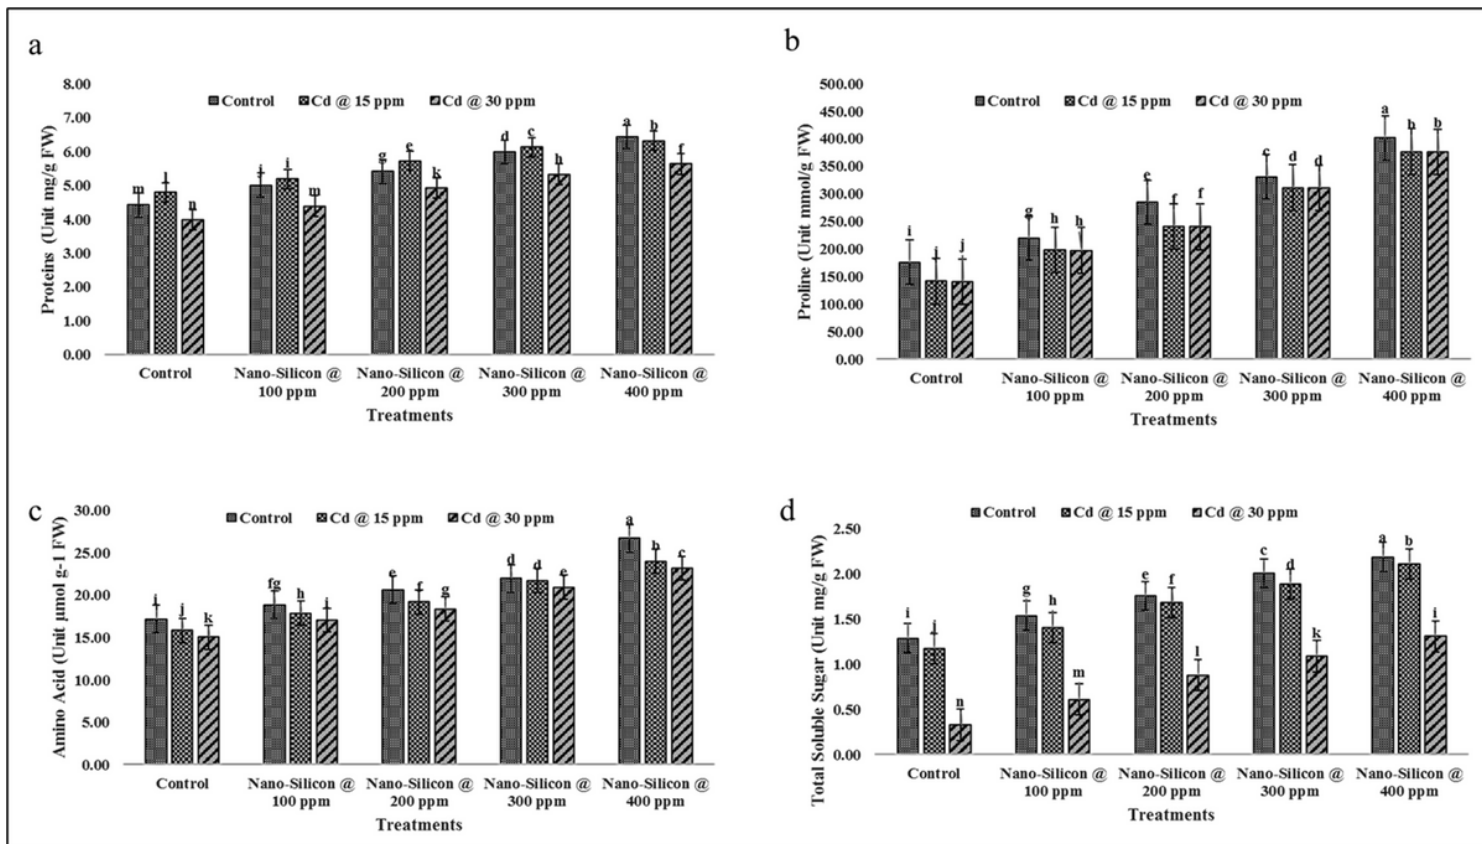 a
8.00
Control Cd @ 15 ppm Cd @ 30 ppm
7.00
6.00
5.00
4.00
3.00
2.00
1.00
0.00
Proteins (Unit mg/g FW)
m l n
j i m
g e k
d c h
a b f
Control Nano-Silicon @ Nano-Silicon @ Nano-Silicon @ Nano-Silicon @
100 ppm 200 ppm 300 ppm 400 ppm
Treatments
b
500.00
Control Cd @ 15 ppm Cd @ 30 ppm
450.00
400.00
350.00
300.00
250.00
200.00
150.00
100.00
50.00
0.00
Proline (Unit mmol/g FW)
i j j
g h h
e f f
c d d
a b b
Control Nano-Silicon @ Nano-Silicon @ Nano-Silicon @ Nano-Silicon @
100 ppm 200 ppm 300 ppm 400 ppm
Treatments
c
30.00
Control Cd @ 15 ppm Cd @ 30 ppm
25.00
20.00
15.00
10.00
5.00
0.00
Amino Acid (Unit µmol g-1 FW)
i j k
fg h i
e f g
d d e
a b c
Control Nano-Silicon @ Nano-Silicon @ Nano-Silicon @ Nano-Silicon @
100 ppm 200 ppm 300 ppm 400 ppm
Treatments
d
2.50
Control Cd @ 15 ppm Cd @ 30 ppm
2.00
1.50
1.00
0.50
0.00
Total Soluble Sugar (Unit mg/g FW)
i j n
g h m
e f l
c d k
a b i
Control Nano-Silicon @ Nano-Silicon @ Nano-Silicon @ Nano-Silicon @
100 ppm 200 ppm 300 ppm 400 ppm
Treatments